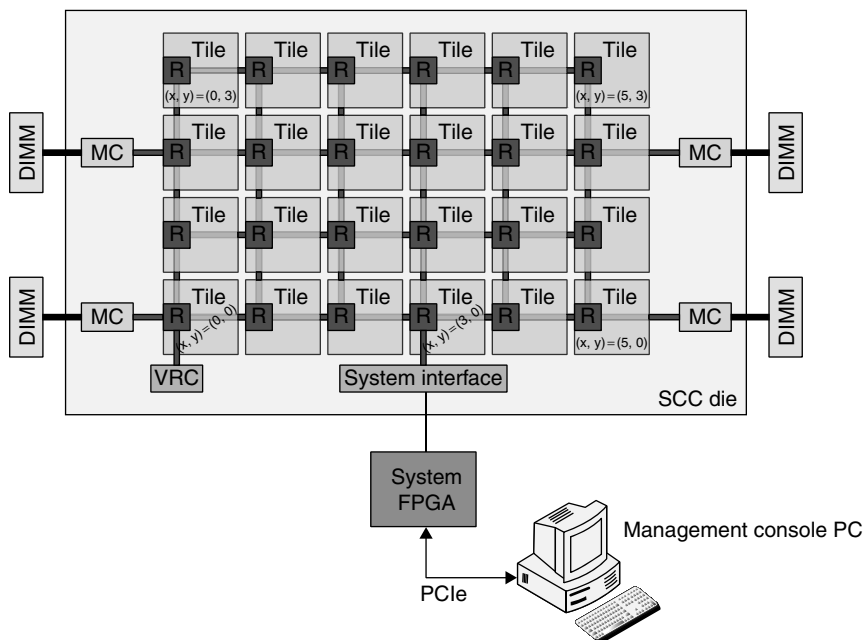 Tile Tile Tile Tile Tile Tile
R R R R R R
(x, y)=(0, 3) (x, y)=(5, 3)
Tile Tile Tile Tile Tile Tile
DIMM MC R R R R R R MC DIMM
Tile Tile Tile Tile Tile Tile
R R R R R R
Tile Tile Tile Tile Tile Tile
DIMM MC R R R R R R MC DIMM
(x, y)=(0, 0) (x, y)=(3, 0) (x, y)=(5, 0)
VRC System interface
SCC die
System
FPGA
Management console PC
PCIe